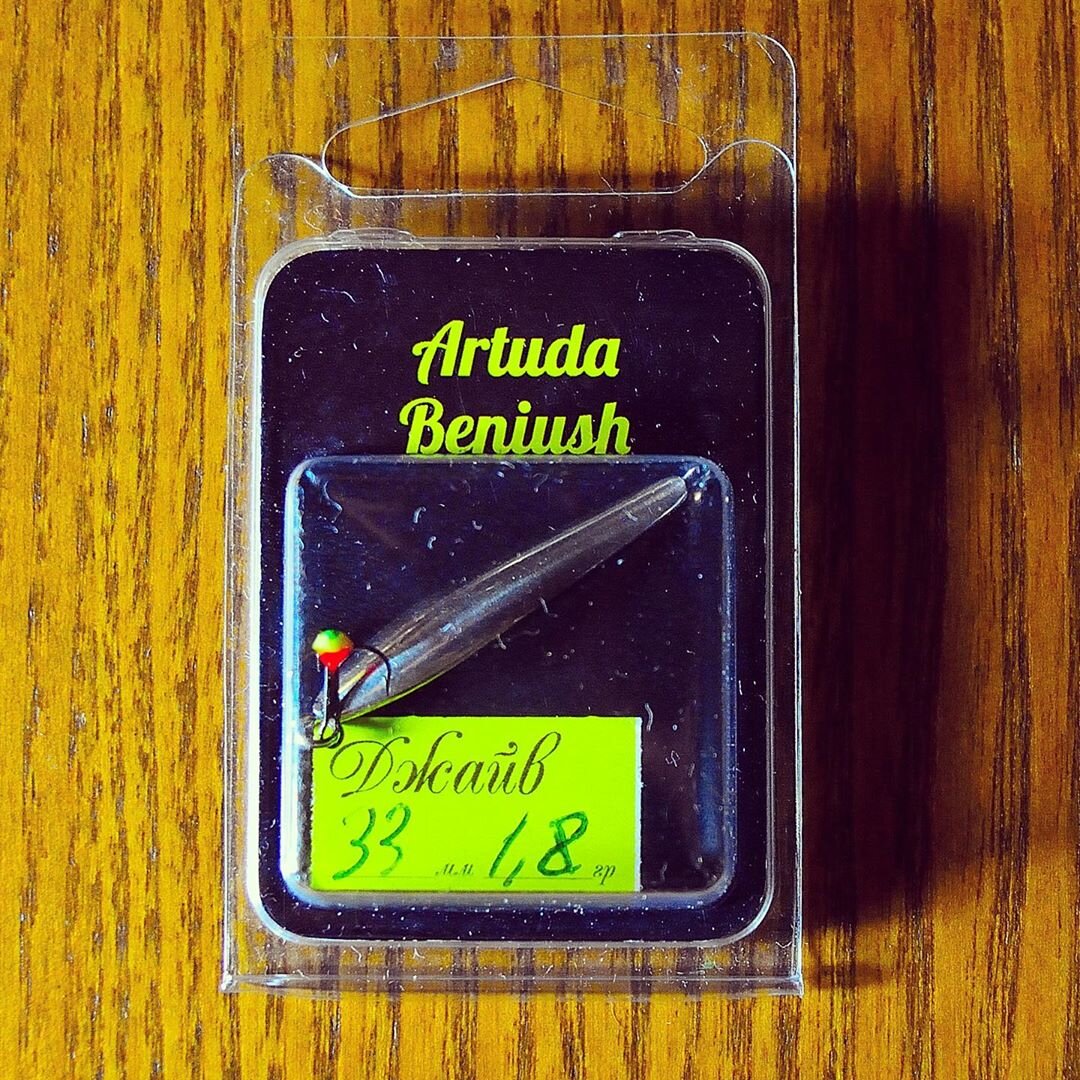 Artuda
Beniush
Джайв
33 мм 1,8 гр